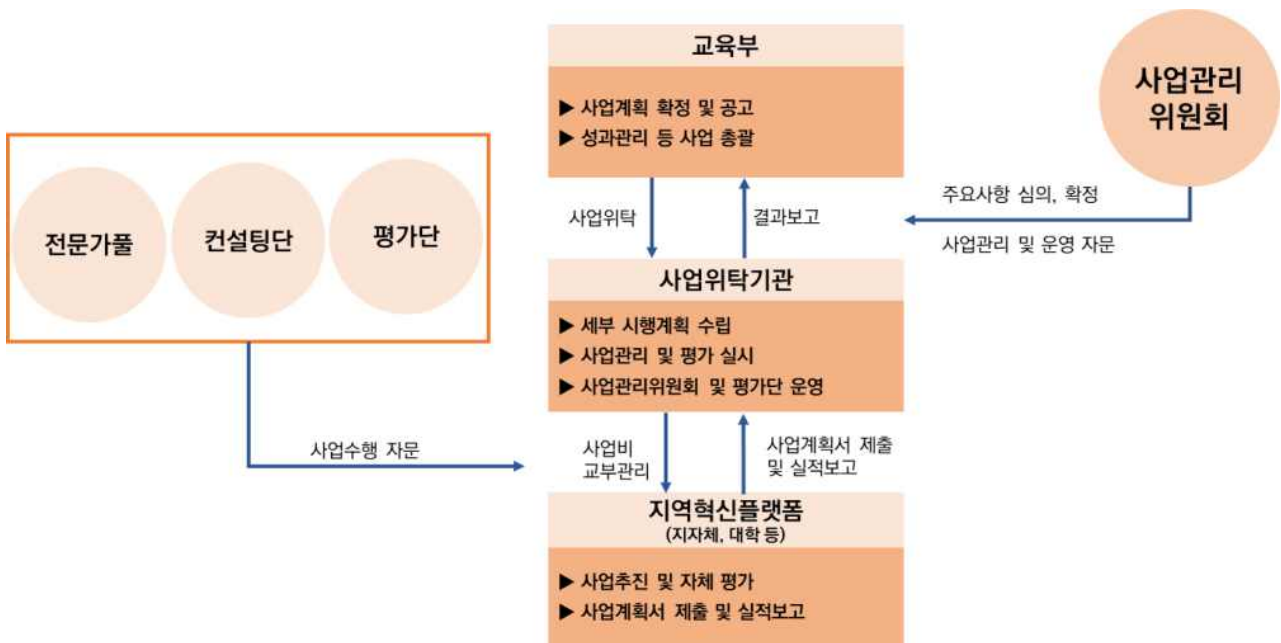 교육부
▶ 사업계획 확정 및 공고
▶ 성과관리 등 사업 총괄
사업관리
위원회
전문가풀
컨설팅단
평가단
사업위탁
결과보고
주요사항 심의, 확정
사업관리 및 운영 자문
사업위탁기관
▶ 세부 시행계획 수립
▶ 사업관리 및 평가 실시
▶ 사업관리위원회 및 평가단 운영
사업수행 자문
사업비
교부관리
사업계획서 제출
및 실적보고
지역혁신플랫폼
(지자체, 대학 등)
▶ 사업추진 및 자체 평가
▶ 사업계획서 제출 및 실적보고